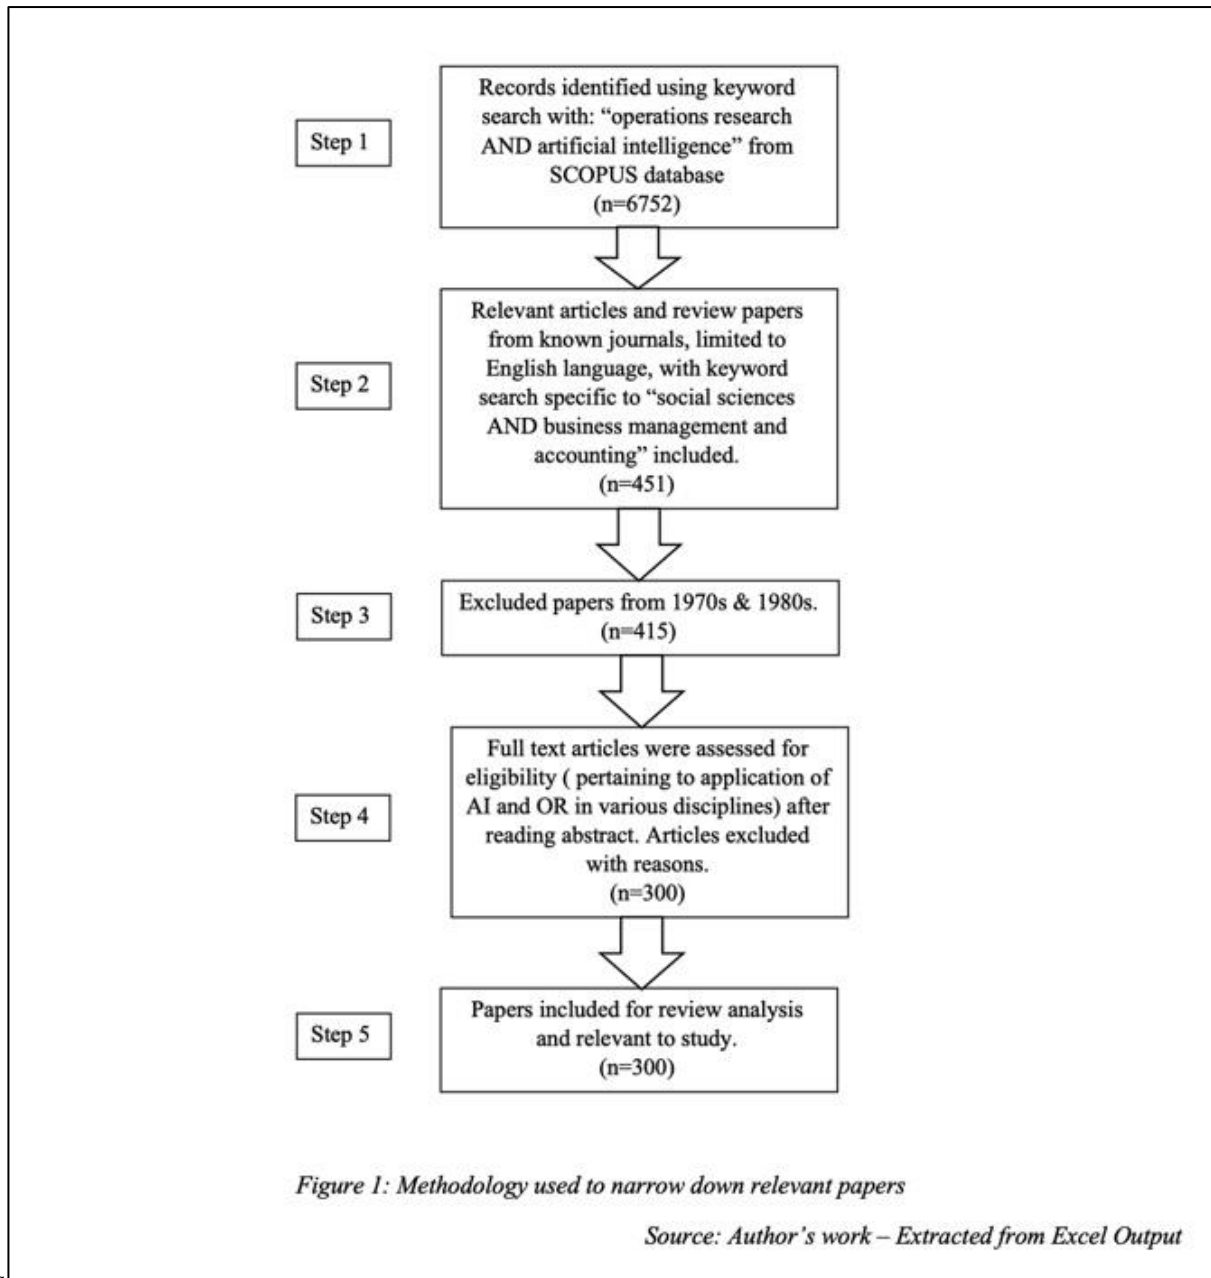 Step 1
Records identified using keyword
search with: “operations research
AND artificial intelligence” from
SCOPUS database
(n=6752)
Step 2
Relevant articles and review papers
from known journals, limited to
English language, with keyword
search specific to “social sciences
AND business management and
accounting” included.
(n=451)
Step 3
Excluded papers from 1970s & 1980s.
(n=415)
Step 4
Full text articles were assessed for
eligibility ( pertaining to application of
AI and OR in various disciplines) after
reading abstract. Articles excluded
with reasons.
(n=300)
Step 5
Papers included for review analysis
and relevant to study.
(n=300)
Figure 1: Methodology used to narrow down relevant papers
Source: Author’s work – Extracted from Excel Output